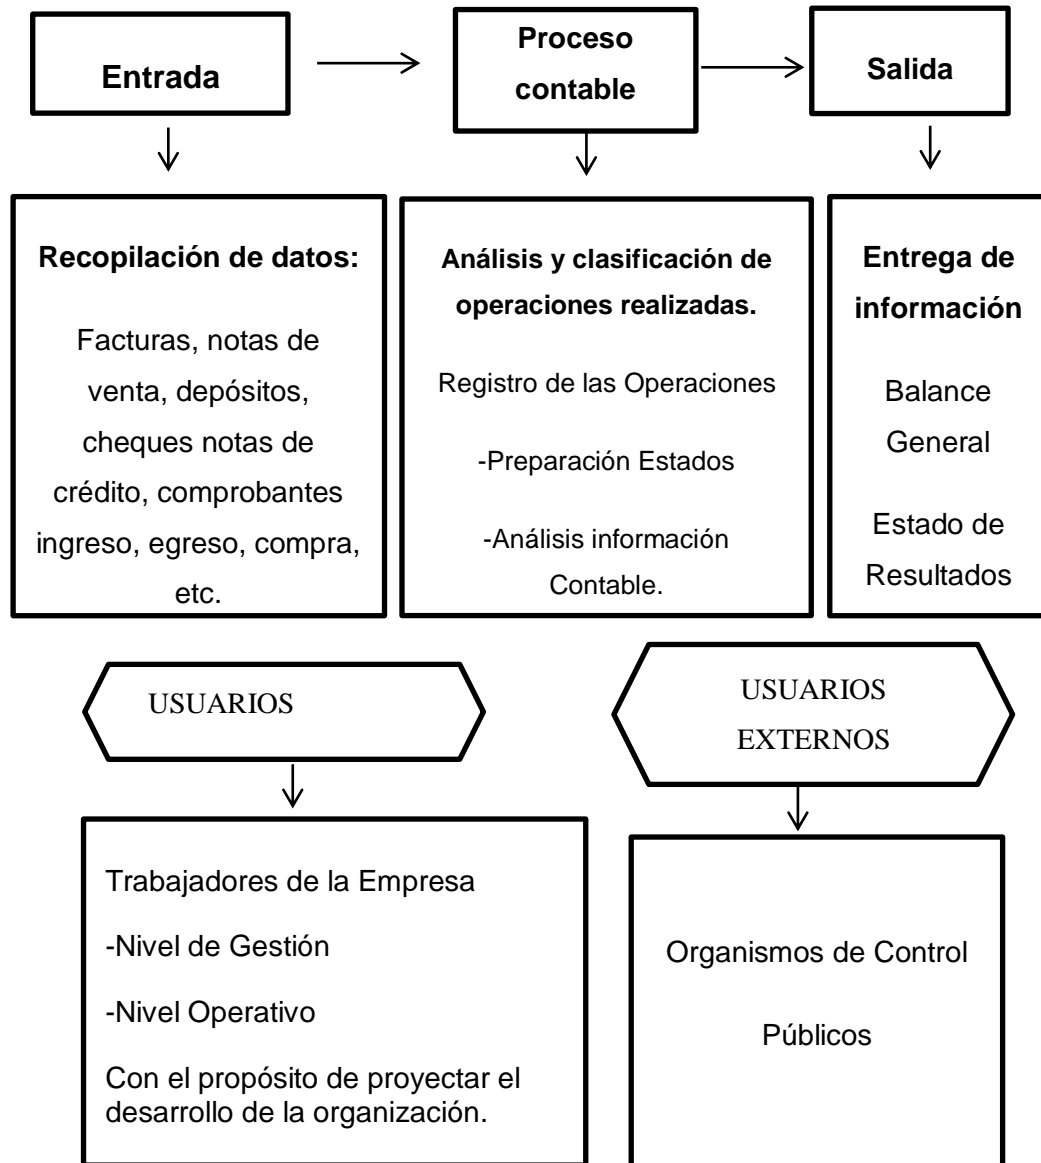 Entrada
Proceso
contable
Salida
Recopilación de datos:
Facturas, notas de
venta, depósitos,
cheques notas de
crédito, comprobantes
ingreso, egreso, compra,
etc.
Análisis y clasificación de
operaciones realizadas.
Registro de las Operaciones
-Preparación Estados
-Análisis información
Contable.
Entrega de
información
Balance
General
Estado de
Resultados
USUARIOS
USUARIOS
EXTERNOS
Trabajadores de la Empresa
-Nivel de Gestión
-Nivel Operativo
Con el propósito de proyectar el
desarrollo de la organización.
Organismos de Control
Públicos